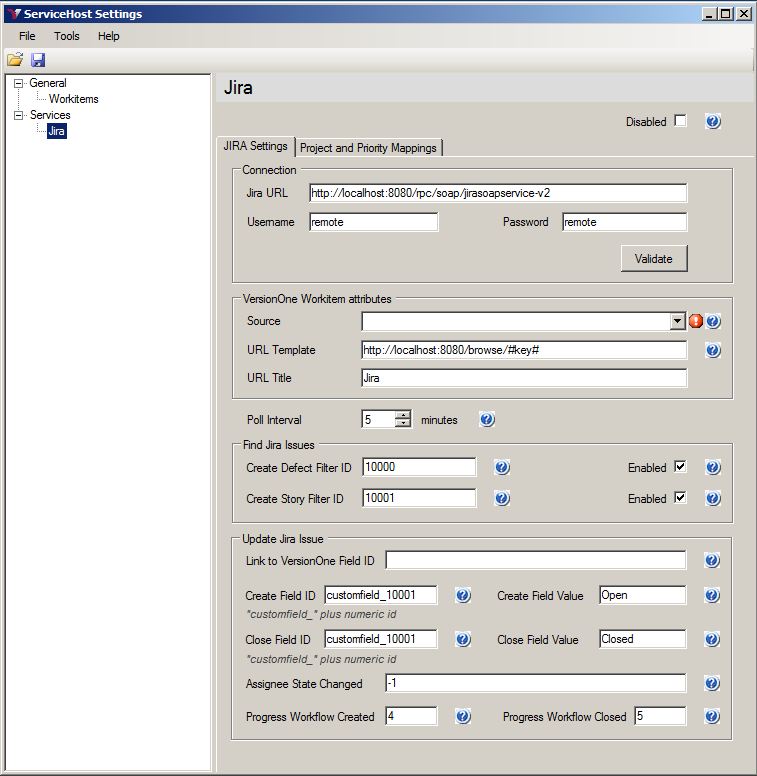 ServiceHost Settings
File Tools Help
General
Workitems
Services
Jira
Jira
Disabled
JIRA Settings Project and Priority Mappings
Connection
Jira URL http://localhost:8080/rpc/soap/jirasoapservice-v2
Username remote Password remote
Validate
VersionOne Workitem attributes
Source
URL Template http://localhost:8080/browse/#key#
URL Title Jira
Poll Interval 5 minutes
Find Jira Issues
Create Defect Filter ID 10000 Enabled
Create Story Filter ID 10001 Enabled
Update Jira Issue
Link to VersionOne Field ID
Create Field ID customfield_10001 Create Field Value Open
"customfield_" plus numeric id
Close Field ID customfield_10001 Close Field Value Closed
"customfield_" plus numeric id
Assignee State Changed -1
Progress Workflow Created 4 Progress Workflow Closed 5